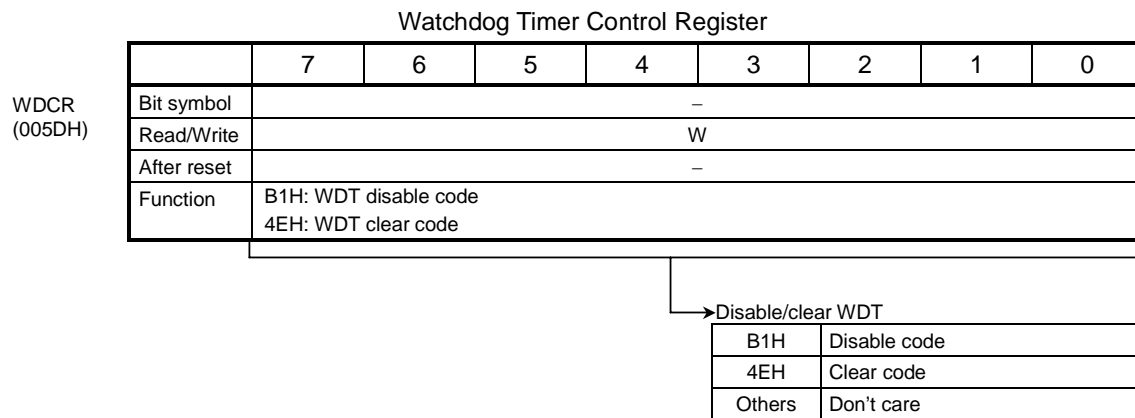 Watchdog Timer Control Register
7 6 5 4 3 2 1 0
WDCR
(005DH)
Bit symbol –
Read/Write W
After reset –
Function B1H: WDT disable code
4EH: WDT clear code
Disable/clear WDT
B1H Disable code
4EH Clear code
Others Don't care